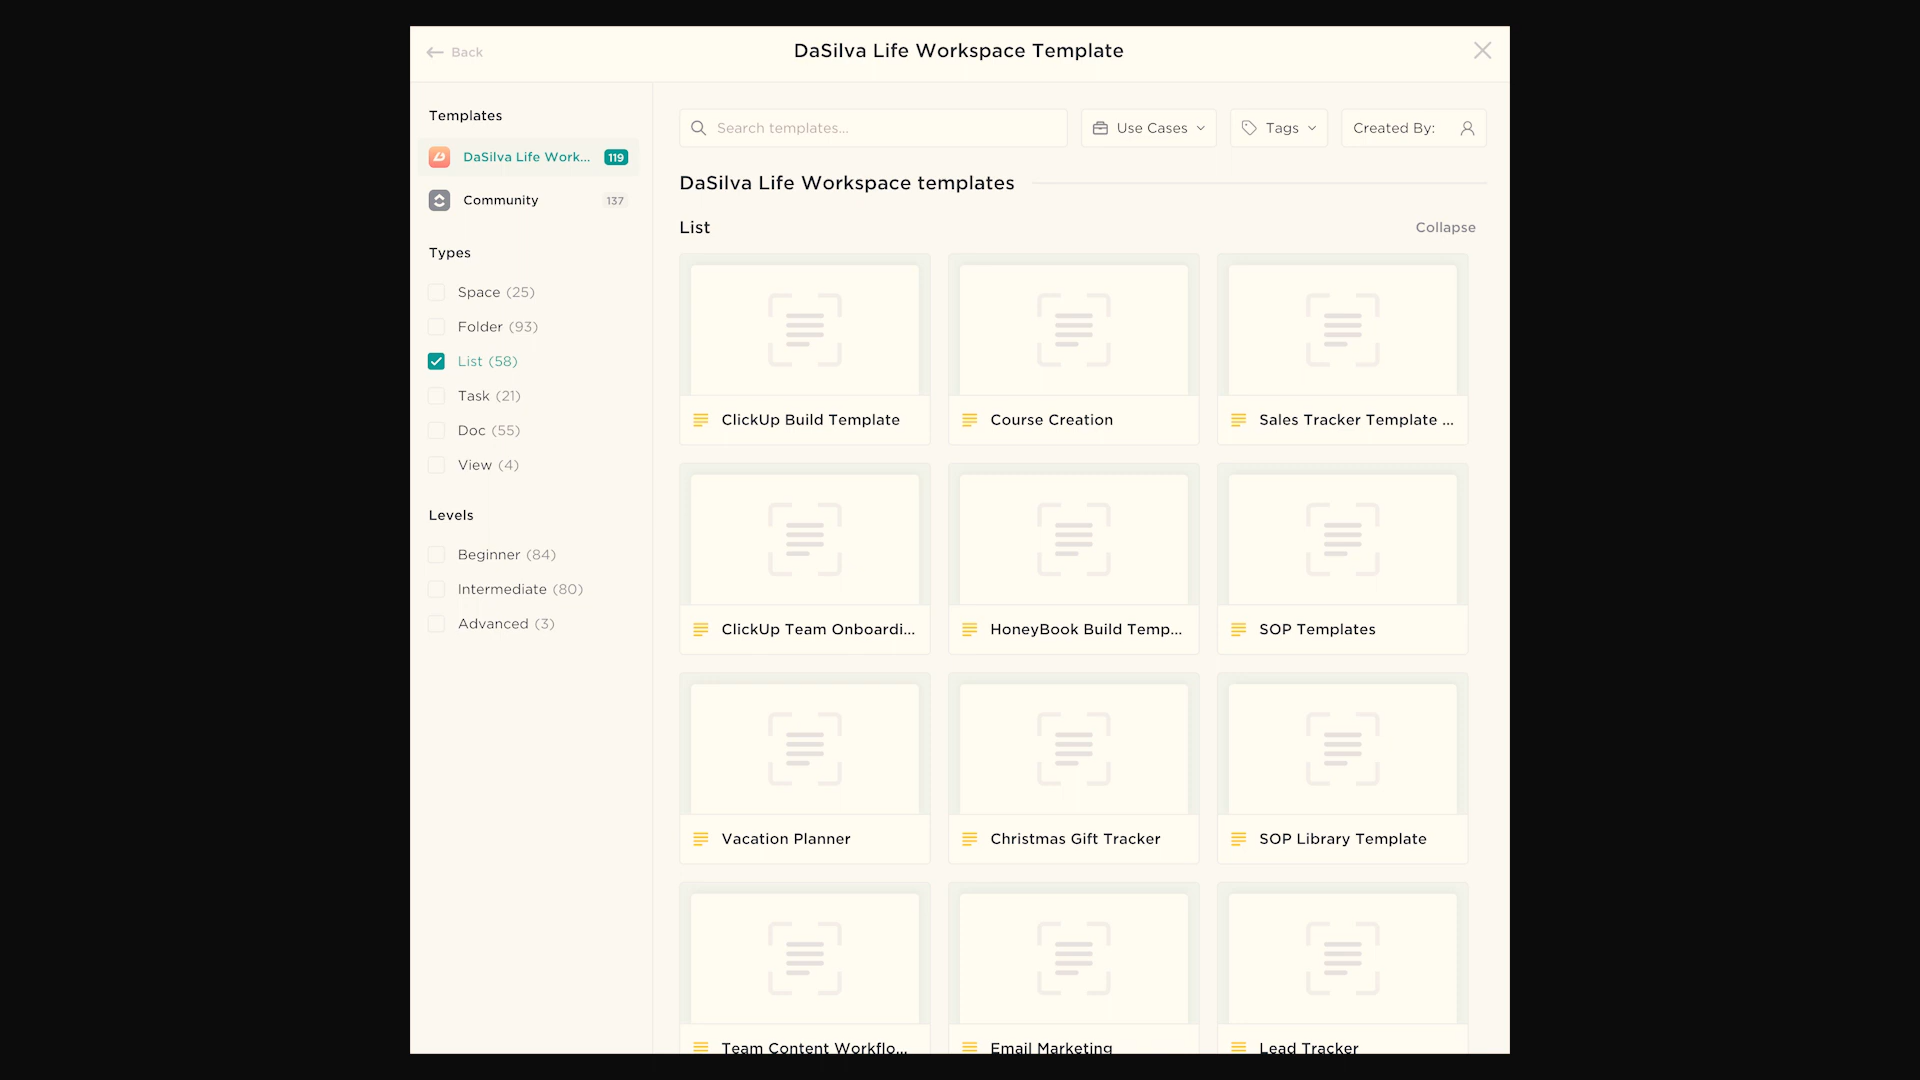 Back
DaSilva Life Workspace Template
Templates
DaSilva Life Work... 119
Community 137
Types
Space (25)
Folder (93)
List (58)
Task (21)
Doc (55)
View (4)
Levels
Beginner (84)
Intermediate (80)
Advanced (3)
Search templates...
Use Cases
Tags
Created By:
DaSilva Life Workspace templates
List
Collapse
ClickUp Build Template
Course Creation
Sales Tracker Template ...
ClickUp Team Onboardi...
HoneyBook Build Temp...
SOP Templates
Vacation Planner
Christmas Gift Tracker
SOP Library Template
Team Content Workflo...
Email Marketing
Lead Tracker